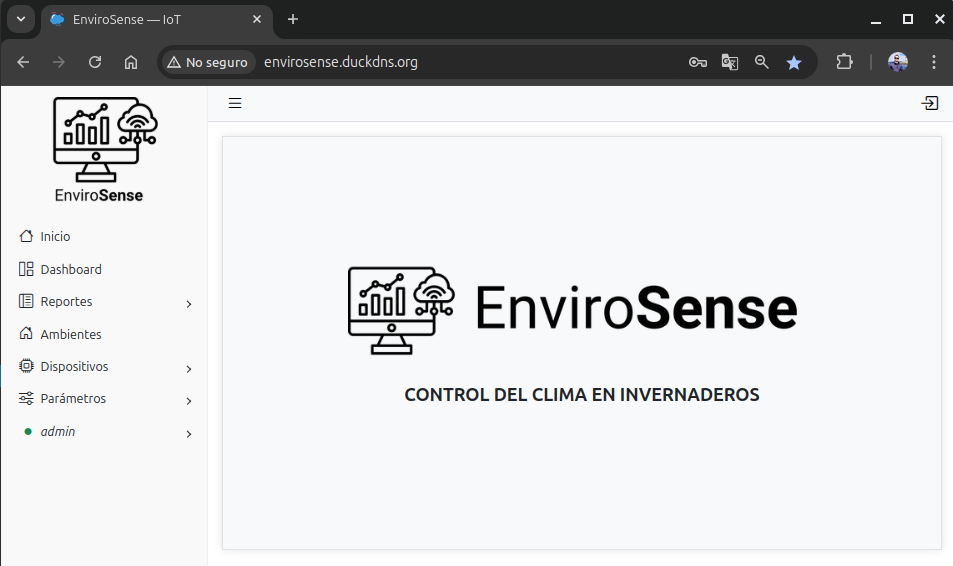 EnviroSense — IoT
No seguro
envirosense.duckdns.org
EnviroSense
Inicio
Dashboard
Reportes
Ambientes
Dispositivos
Parámetros
admin
EnviroSense
CONTROL DEL CLIMA EN INVERNADEROS